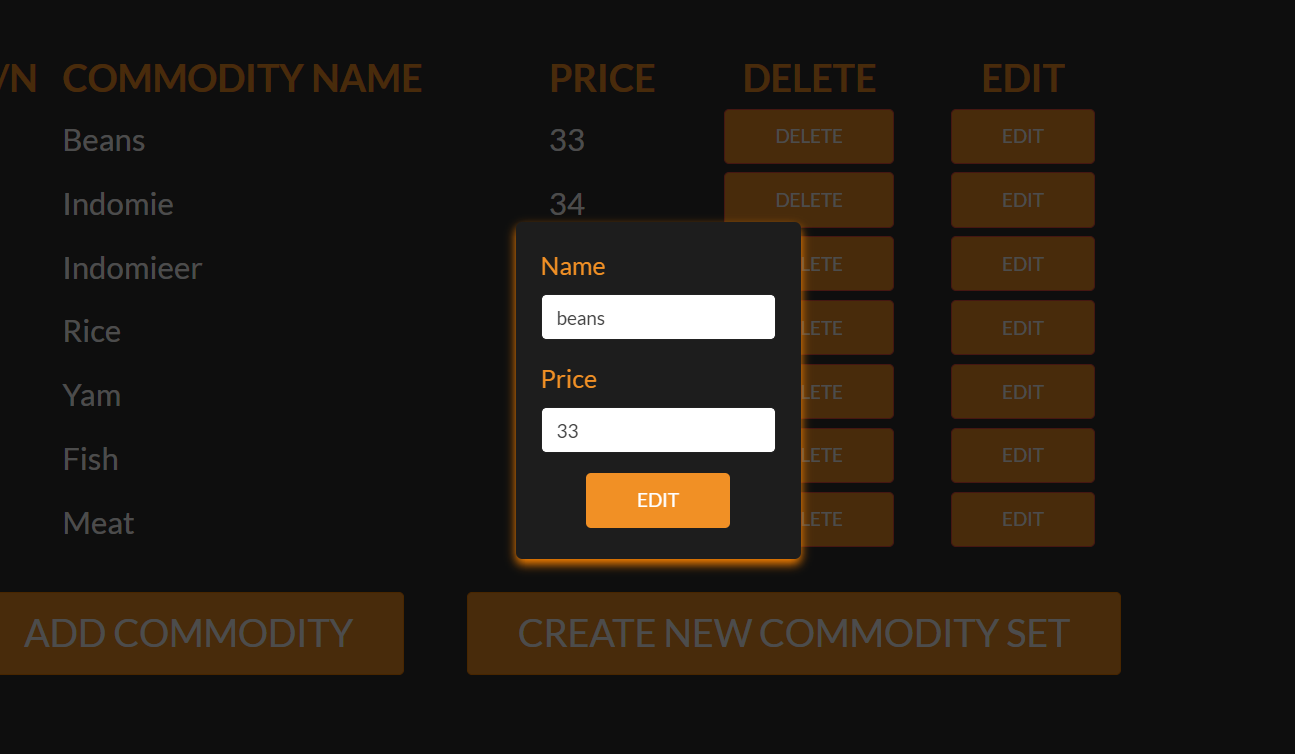 VN COMMODITY NAME PRICE DELETE EDIT
Beans 33 DELETE EDIT
Indomie 34 DELETE EDIT
Indomieer LETE EDIT
Rice LETE EDIT
Yam LETE EDIT
Fish LETE EDIT
Meat LETE EDIT
Name
beans
Price
33
EDIT
ADD COMMODITY CREATE NEW COMMODITY SET